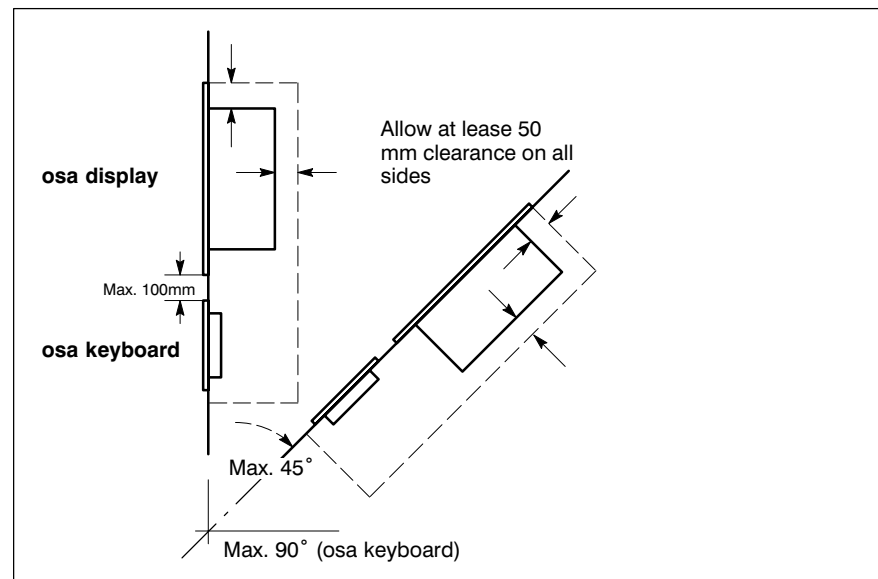 Allow at lease 50
mm clearance on all
sides
osa display
Max. 100mm
osa keyboard
Max. 45°
Max. 90° (osa keyboard)